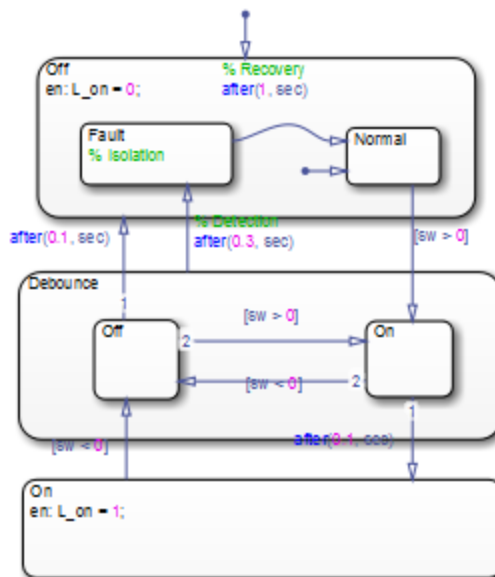 Off
en: L_on = 0;
% Recovery
after(1, sec)
Fault
% Isolation
Normal
after(0.1, sec)
% Detection
after(0.3, sec)
[sw > 0]
Debounce
1
Off
2
[sw > 0]
On
[sw < 0]
2
1
[sw < 0]
after(0.1, sec)
On
en: L_on = 1;